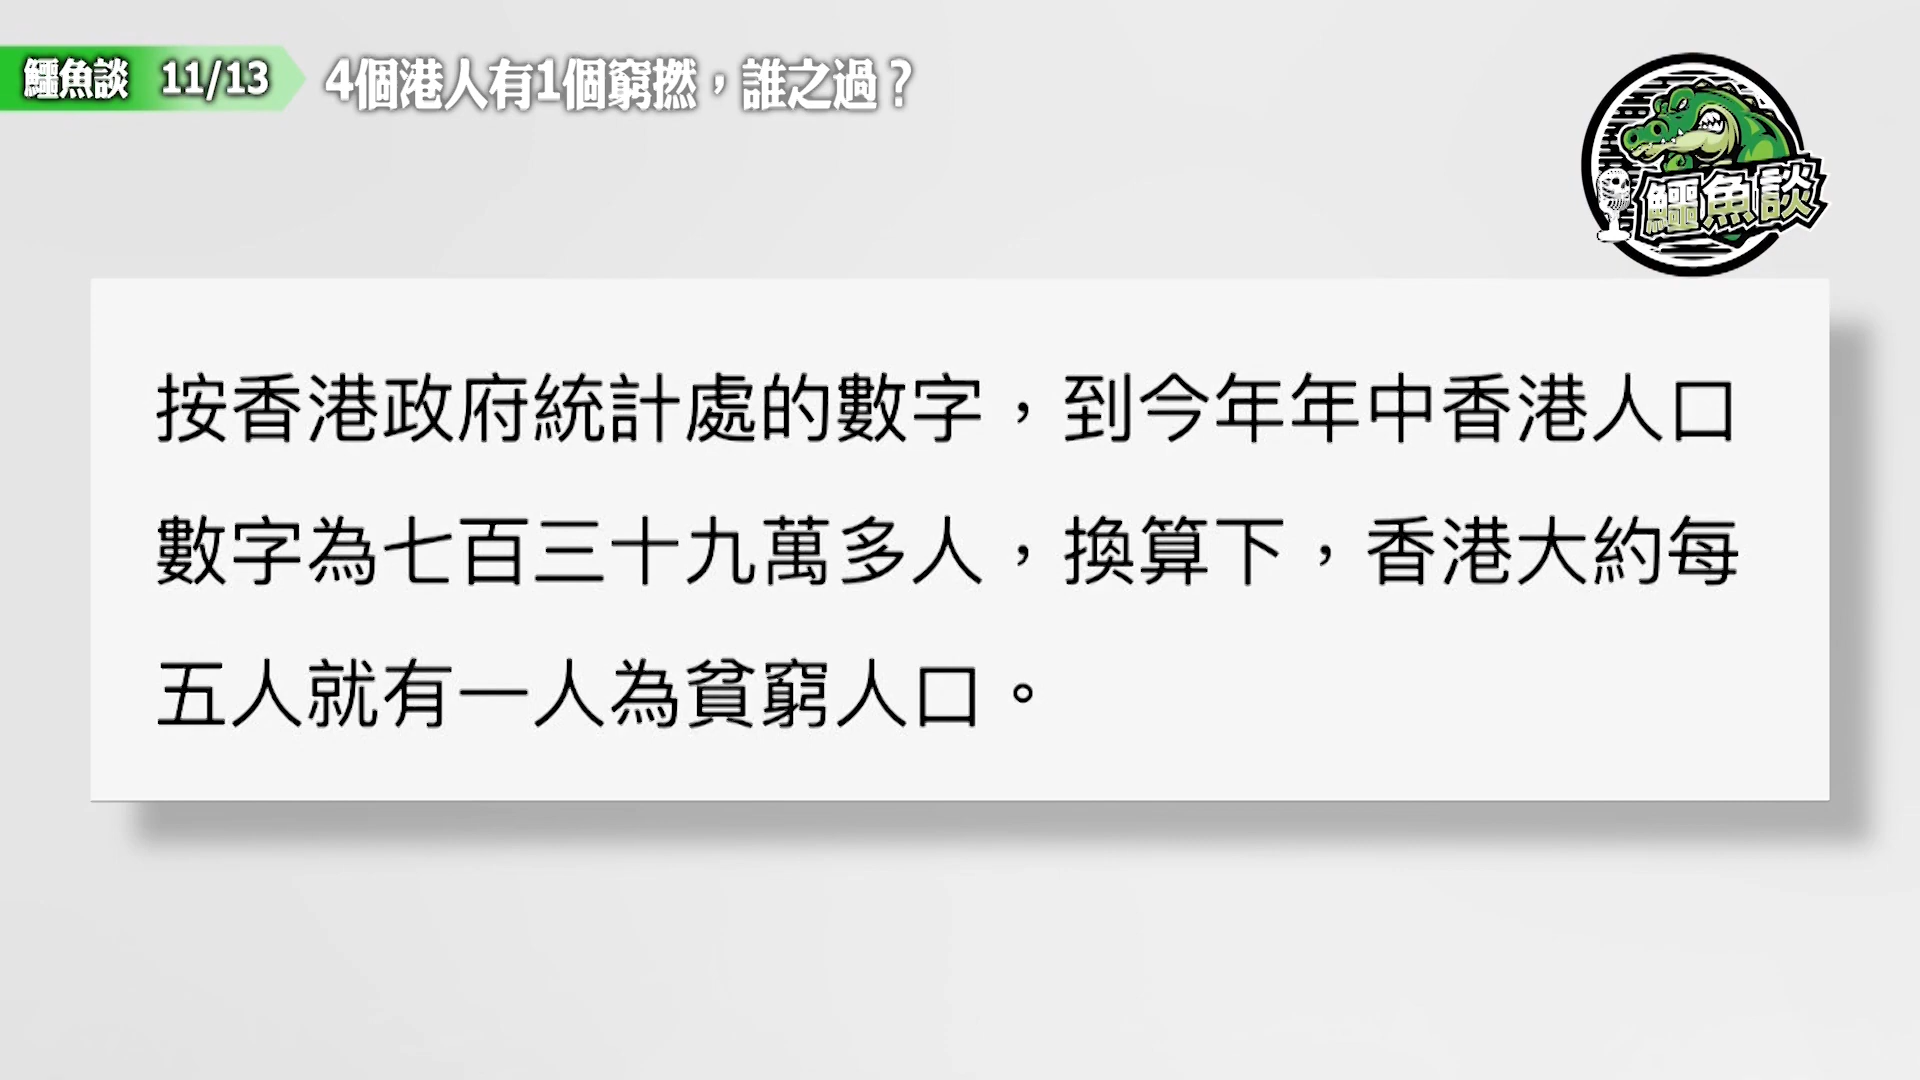 鱷魚談 11/13 4個港人有1個窮撚，誰之過？
鱷魚談
按香港政府統計處的數字，到今年年中香港人口
數字為七百三十九萬多人，換算下，香港大約每
五人就有一人為貧窮人口。